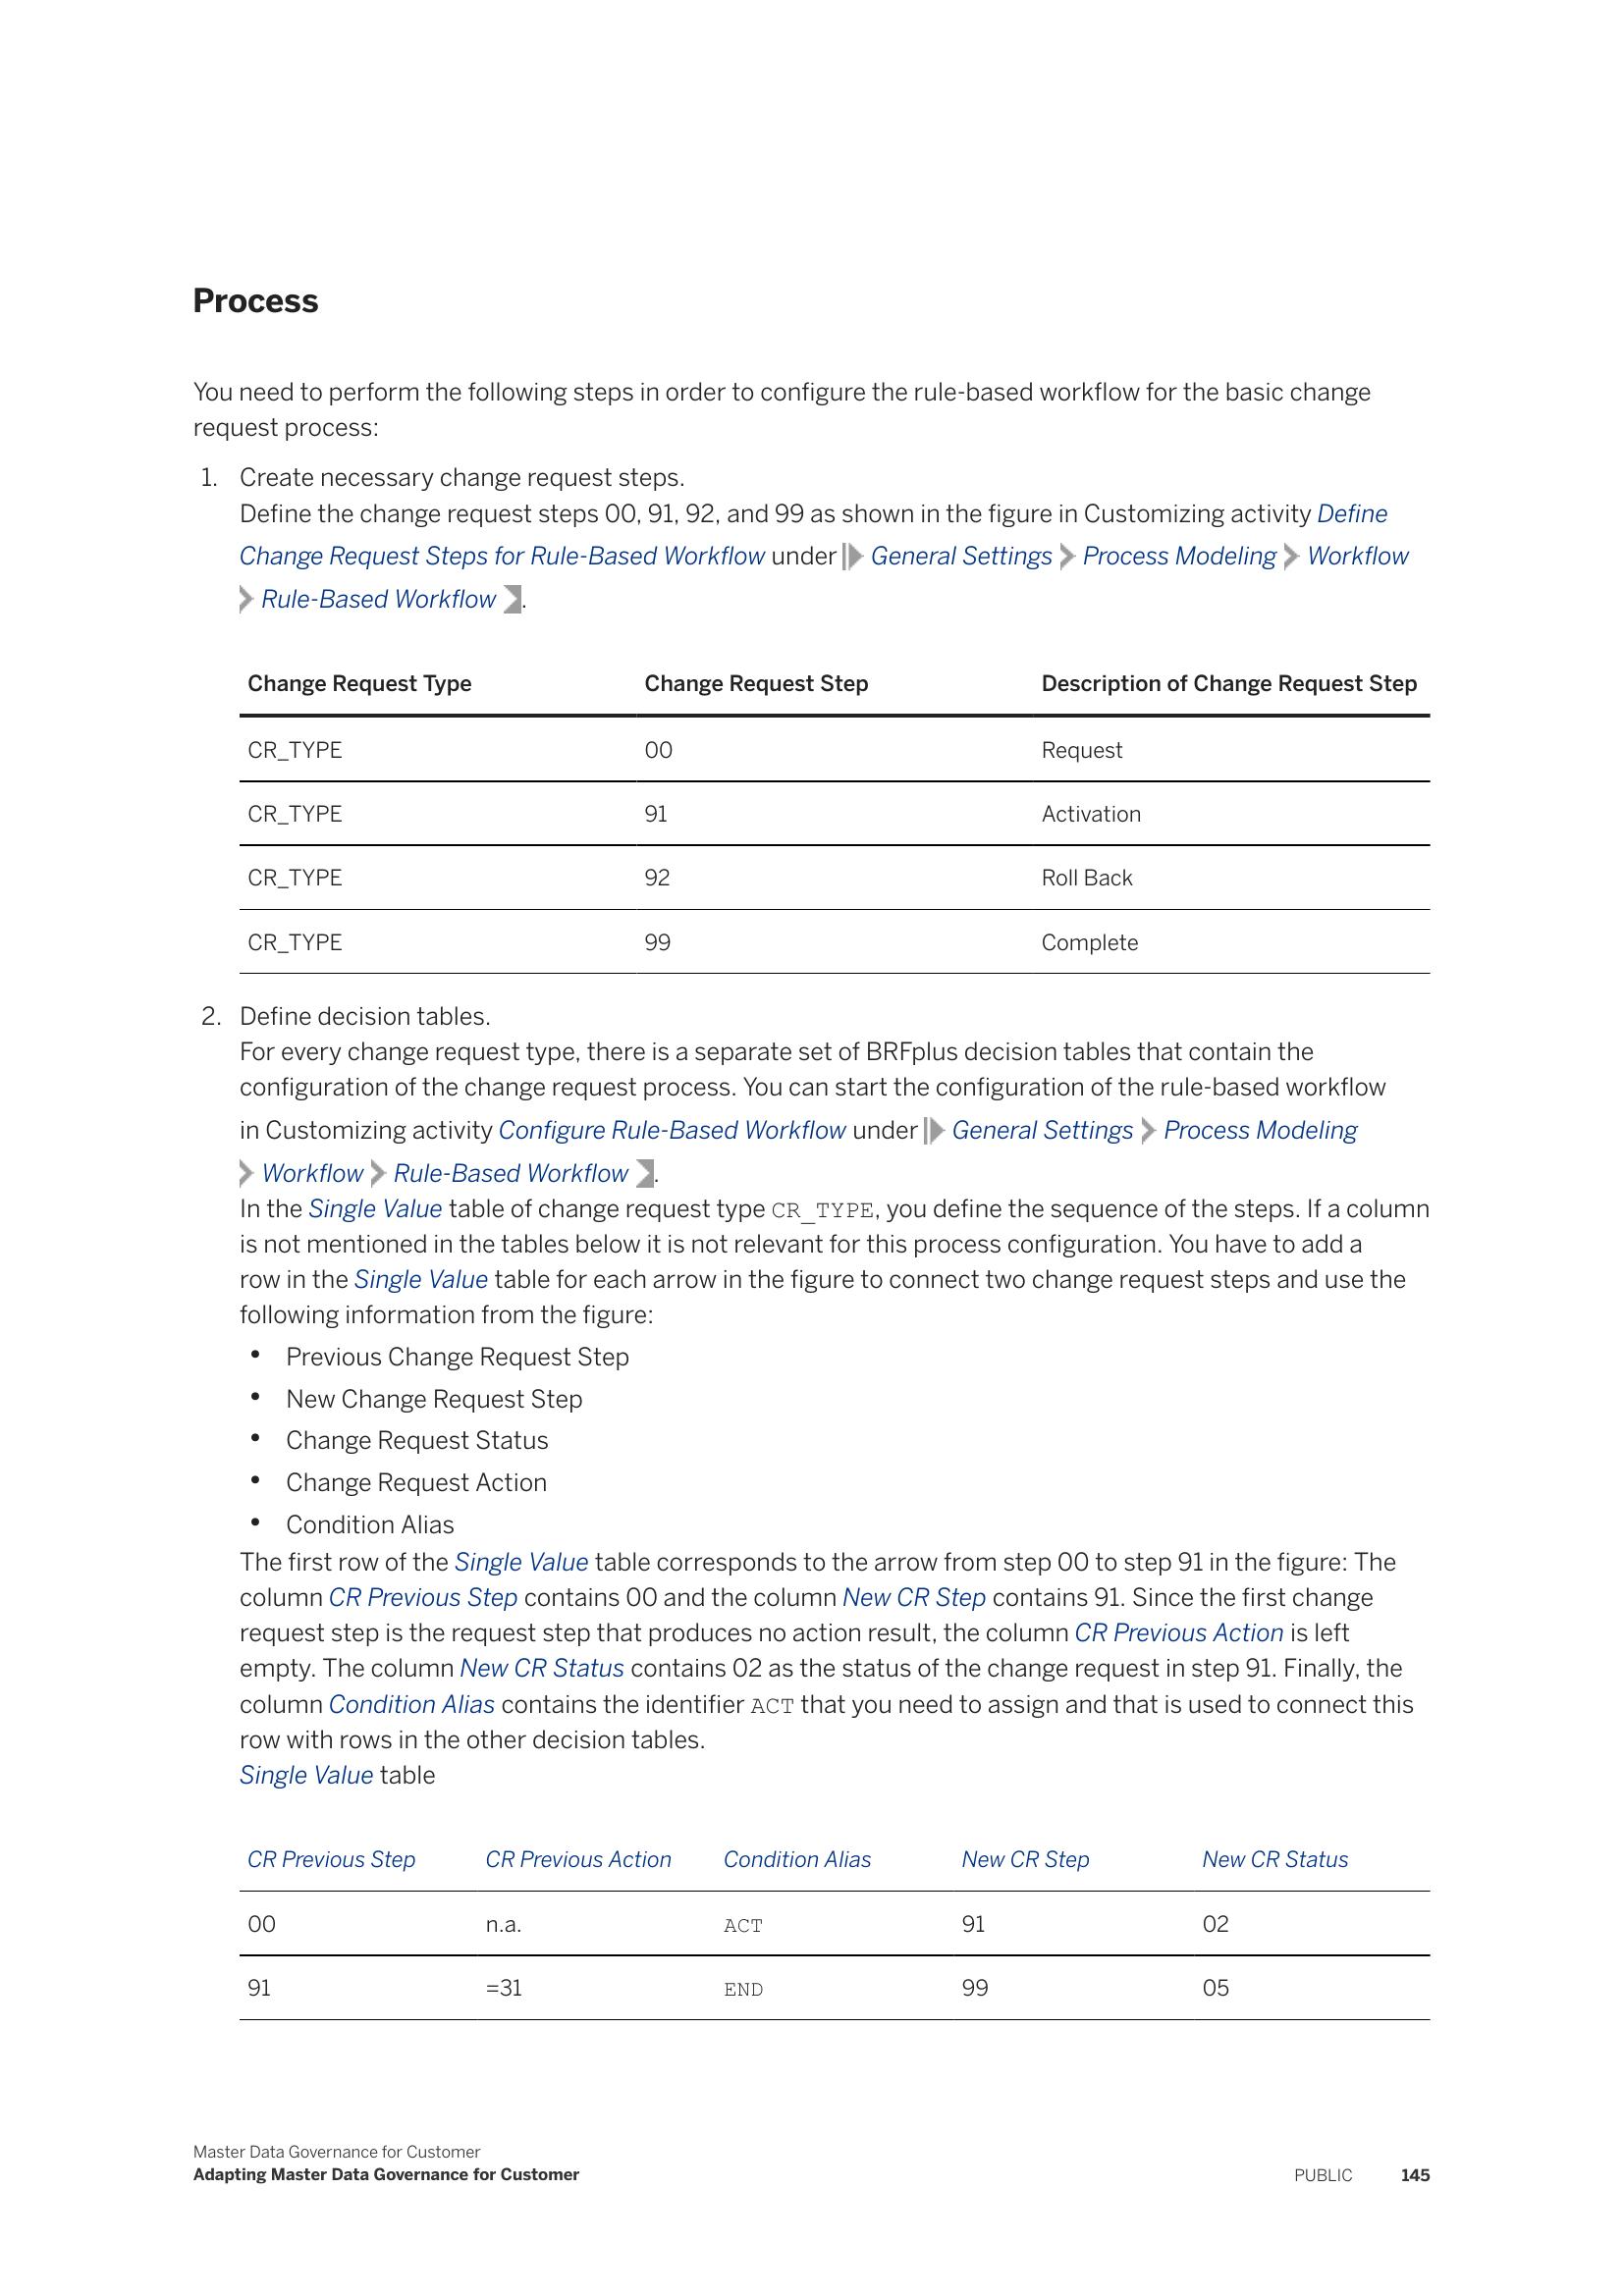 Process
You need to perform the following steps in order to configure the rule-based workflow for the basic change
request process:
1. Create necessary change request steps.
Define the change request steps 00, 91, 92, and 99 as shown in the figure in Customizing activity Define
Change Request Steps for Rule-Based Workflow under General Settings Process Modeling Workflow
Rule-Based Workflow .
Change Request Type Change Request Step Description of Change Request Step
CR_TYPE 00 Request
CR_TYPE 91 Activation
CR_TYPE 92 Roll Back
CR_TYPE 99 Complete
2. Define decision tables.
For every change request type, there is a separate set of BRFplus decision tables that contain the
configuration of the change request process. You can start the configuration of the rule-based workflow
in Customizing activity Configure Rule-Based Workflow under General Settings Process Modeling
Workflow Rule-Based Workflow .
In the Single Value table of change request type CR_TYPE, you define the sequence of the steps. If a column
is not mentioned in the tables below it is not relevant for this process configuration. You have to add a
row in the Single Value table for each arrow in the figure to connect two change request steps and use the
following information from the figure:
• Previous Change Request Step
• New Change Request Step
• Change Request Status
• Change Request Action
• Condition Alias
The first row of the Single Value table corresponds to the arrow from step 00 to step 91 in the figure: The
column CR Previous Step contains 00 and the column New CR Step contains 91. Since the first change
request step is the request step that produces no action result, the column CR Previous Action is left
empty. The column New CR Status contains 02 as the status of the change request in step 91. Finally, the
column Condition Alias contains the identifier ACT that you need to assign and that is used to connect this
row with rows in the other decision tables.
Single Value table
CR Previous Step CR Previous Action Condition Alias New CR Step New CR Status
00 n.a. ACT 91 02
91 =31 END 99 05
Master Data Governance for Customer
Adapting Master Data Governance for Customer PUBLIC 145